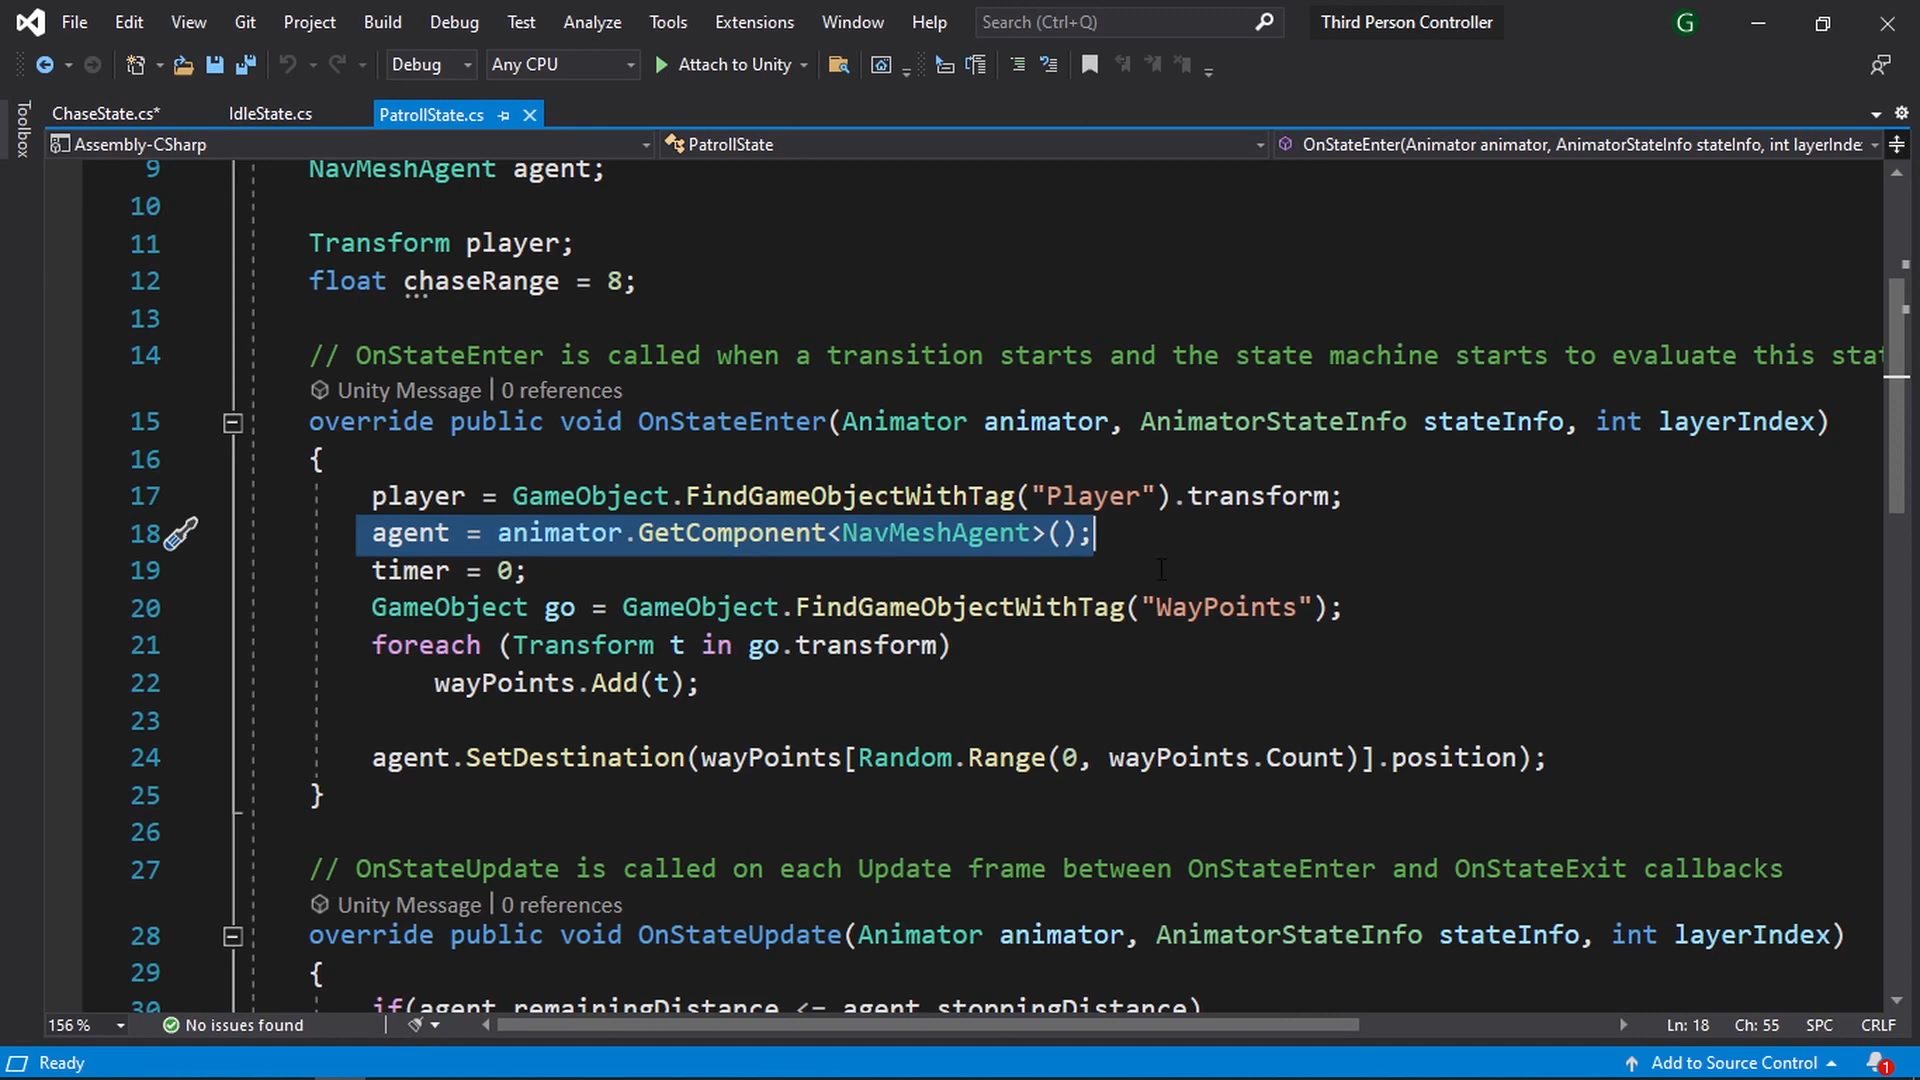 File Edit View Git Project Build Debug Test Analyze Tools Extensions Window Help Search (Ctrl+Q) Third Person Controller G
Debug Any CPU Attach to Unity
Toolbox
ChaseState.cs* IdleState.cs PatrollState.cs
Assembly-CSharp PatrollState OnStateEnter(Animator animator, AnimatorStateInfo stateInfo, int layerInde
9 NavMeshAgent agent;
10
11 Transform player;
12 float chaseRange = 8;
13
14 // OnStateEnter is called when a transition starts and the state machine starts to evaluate this stat
Unity Message | 0 references
15 override public void OnStateEnter(Animator animator, AnimatorStateInfo stateInfo, int layerIndex)
16 {
17 player = GameObject.FindGameObjectWithTag("Player").transform;
18 agent = animator.GetComponent<NavMeshAgent>();
19 timer = 0;
20 GameObject go = GameObject.FindGameObjectWithTag("WayPoints");
21 foreach (Transform t in go.transform)
22 wayPoints.Add(t);
23
24 agent.SetDestination(wayPoints[Random.Range(0, wayPoints.Count)].position);
25 }
26
27 // OnStateUpdate is called on each Update frame between OnStateEnter and OnStateExit callbacks
Unity Message | 0 references
28 override public void OnStateUpdate(Animator animator, AnimatorStateInfo stateInfo, int layerIndex)
29 {
30 if(agent.remainingDistance <= agent.stoppingDistance)
156 % No issues found Ln: 18 Ch: 55 SPC CRLF
Ready Add to Source Control 1